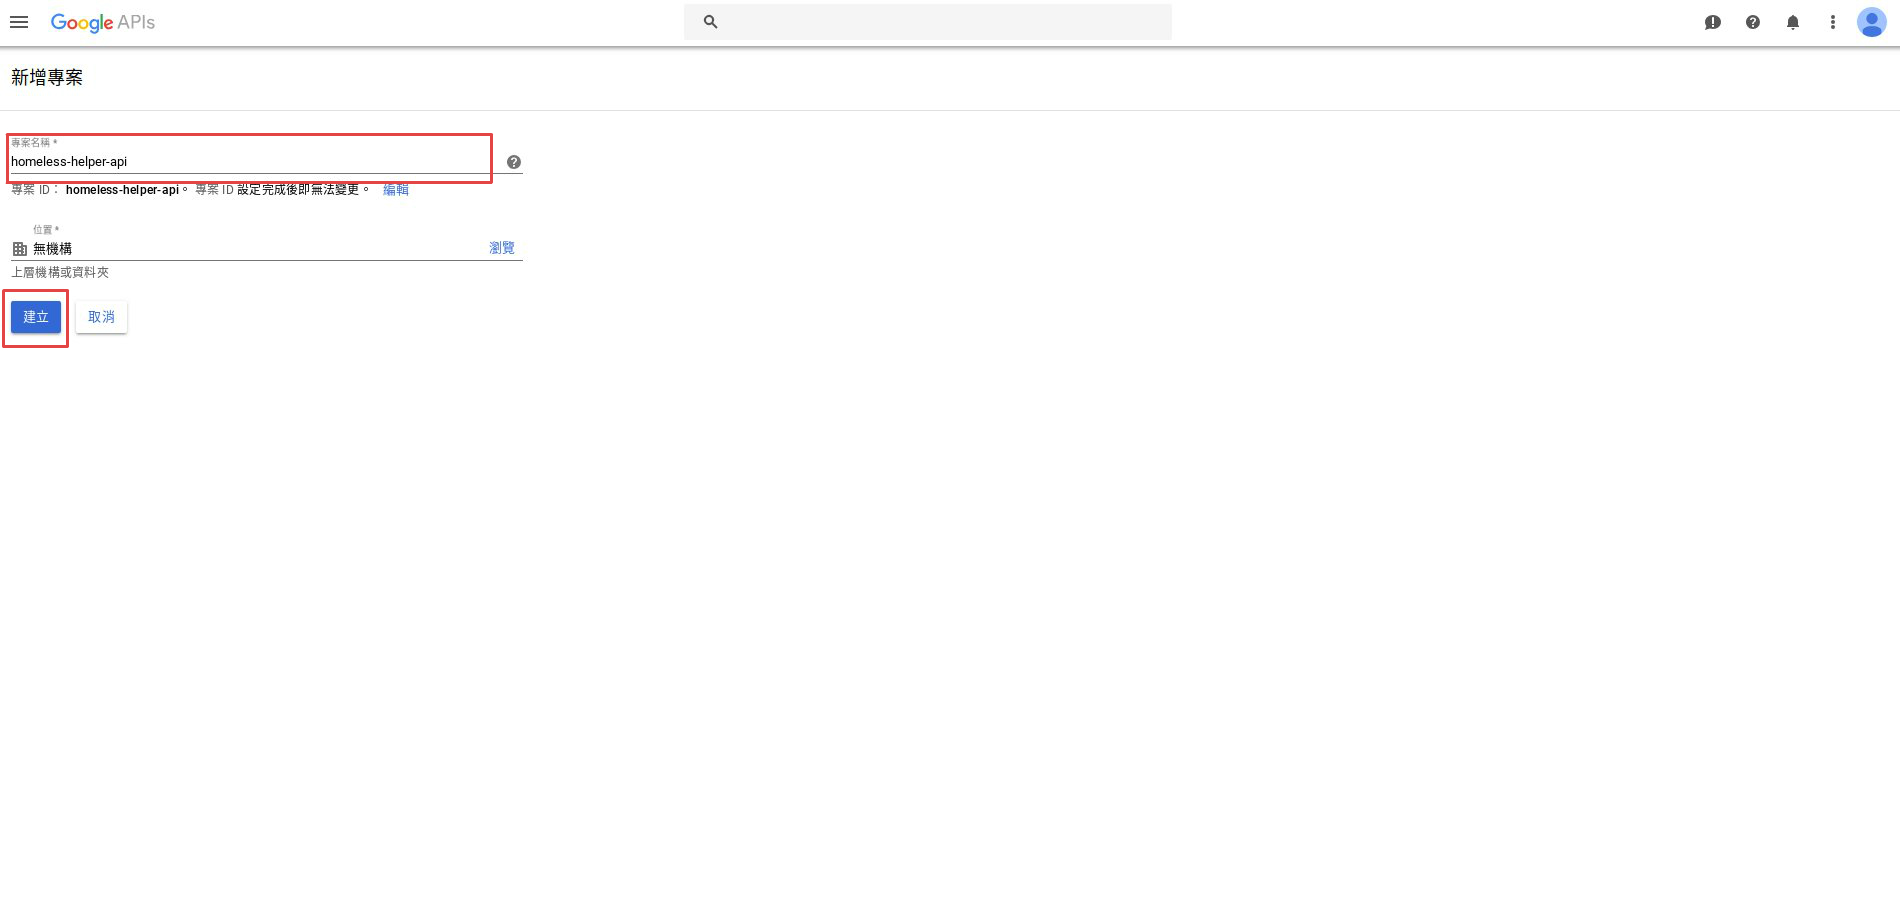 Google APIs
新增專案
專案名稱 *
homeless-helper-api
專案 ID： homeless-helper-api。 專案 ID 設定完成後即無法變更。 編輯
位置 *
無機構 瀏覽
上層機構或資料夾
建立 取消